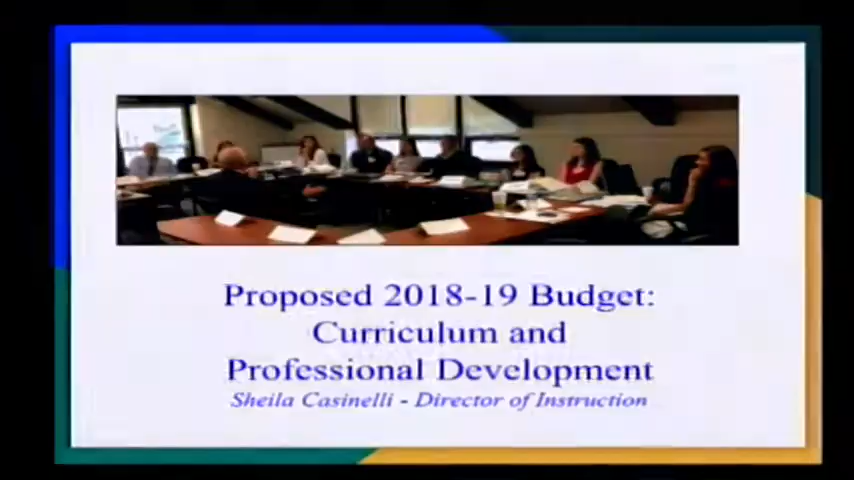 Proposed 2018-19 Budget:
Curriculum and
Professional Development
Sheila Casinelli - Director of Instruction